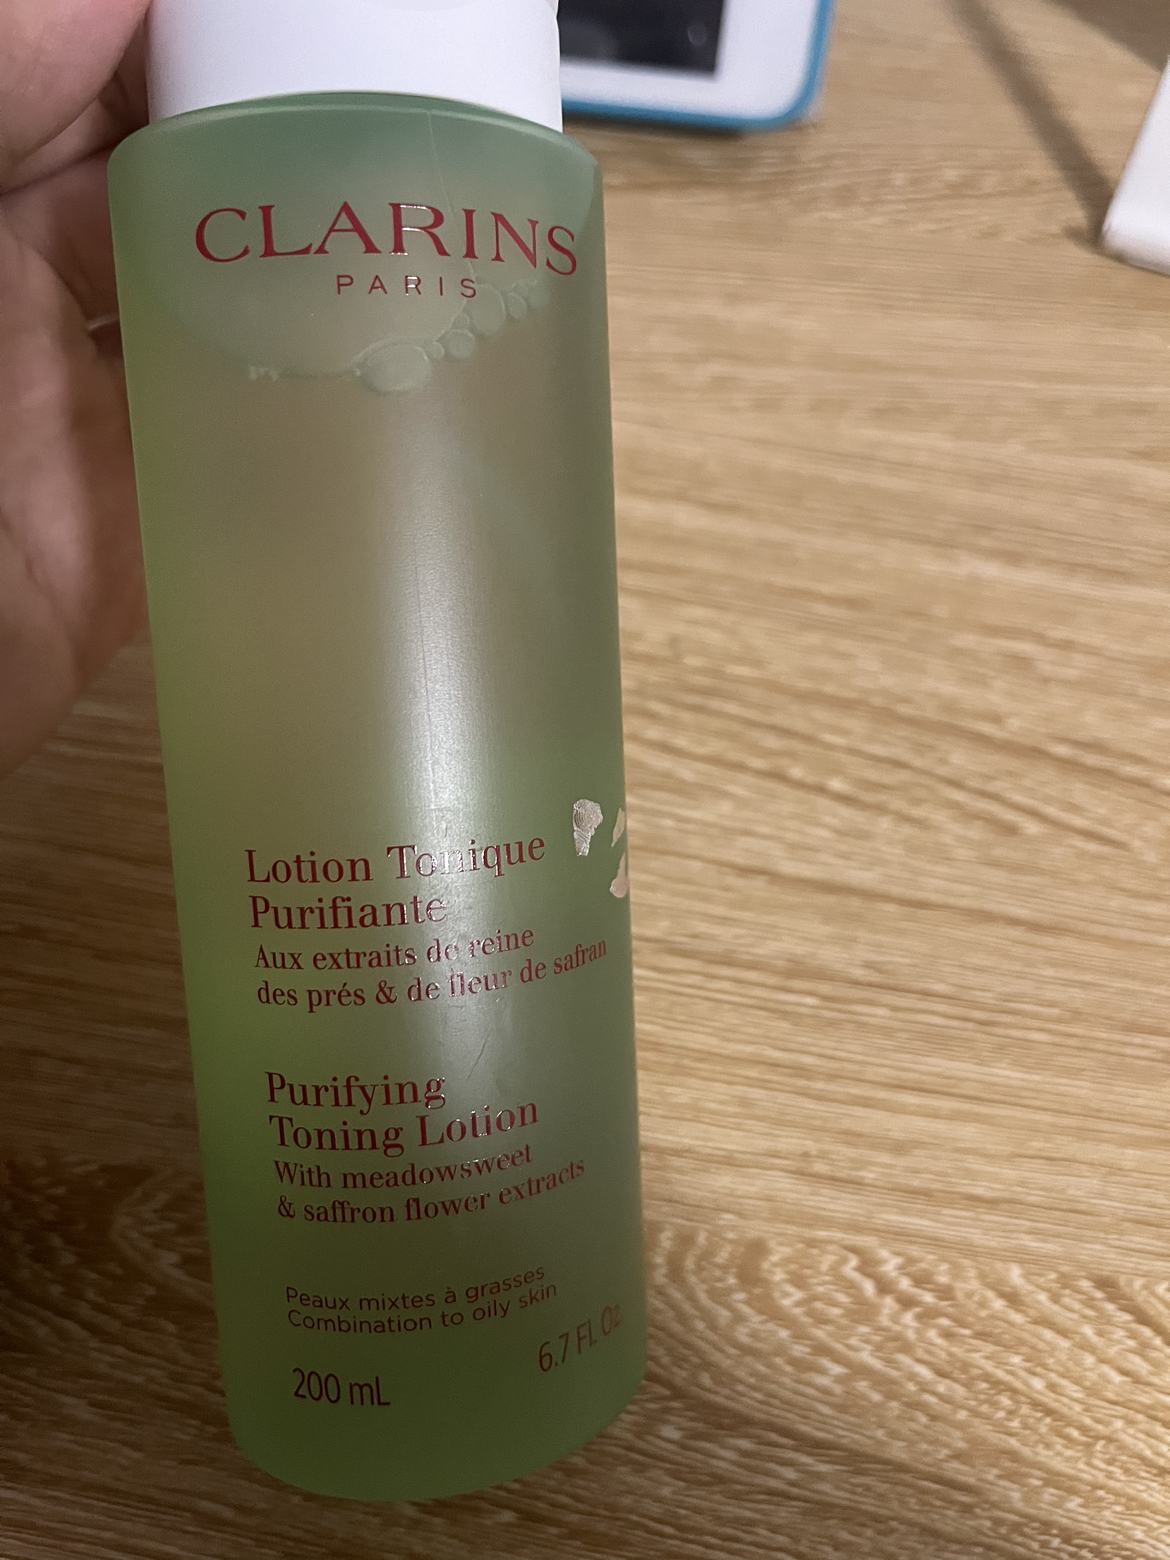 CLARINS
PARIS
Lotion Tonique
Purifiante
Aux extraits de reine
des prés & de fleur de safran
Purifying
Toning Lotion
With meadowsweet
& saffron flower extracts
Peaux mixtes à grasses
Combination to oily skin
200 mL
6.7 Fl. Oz